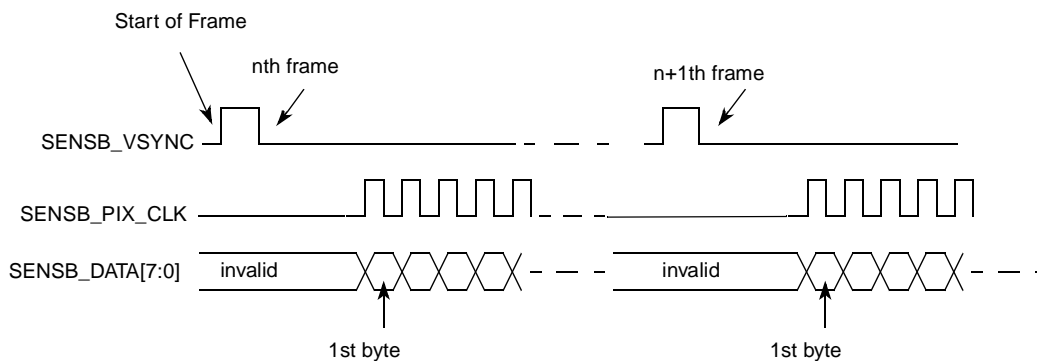 Start of Frame
nth frame
n+1th frame
SENSB_VSYNC
SENSB_PIX_CLK
SENSB_DATA[7:0]
invalid
invalid
1st byte
1st byte